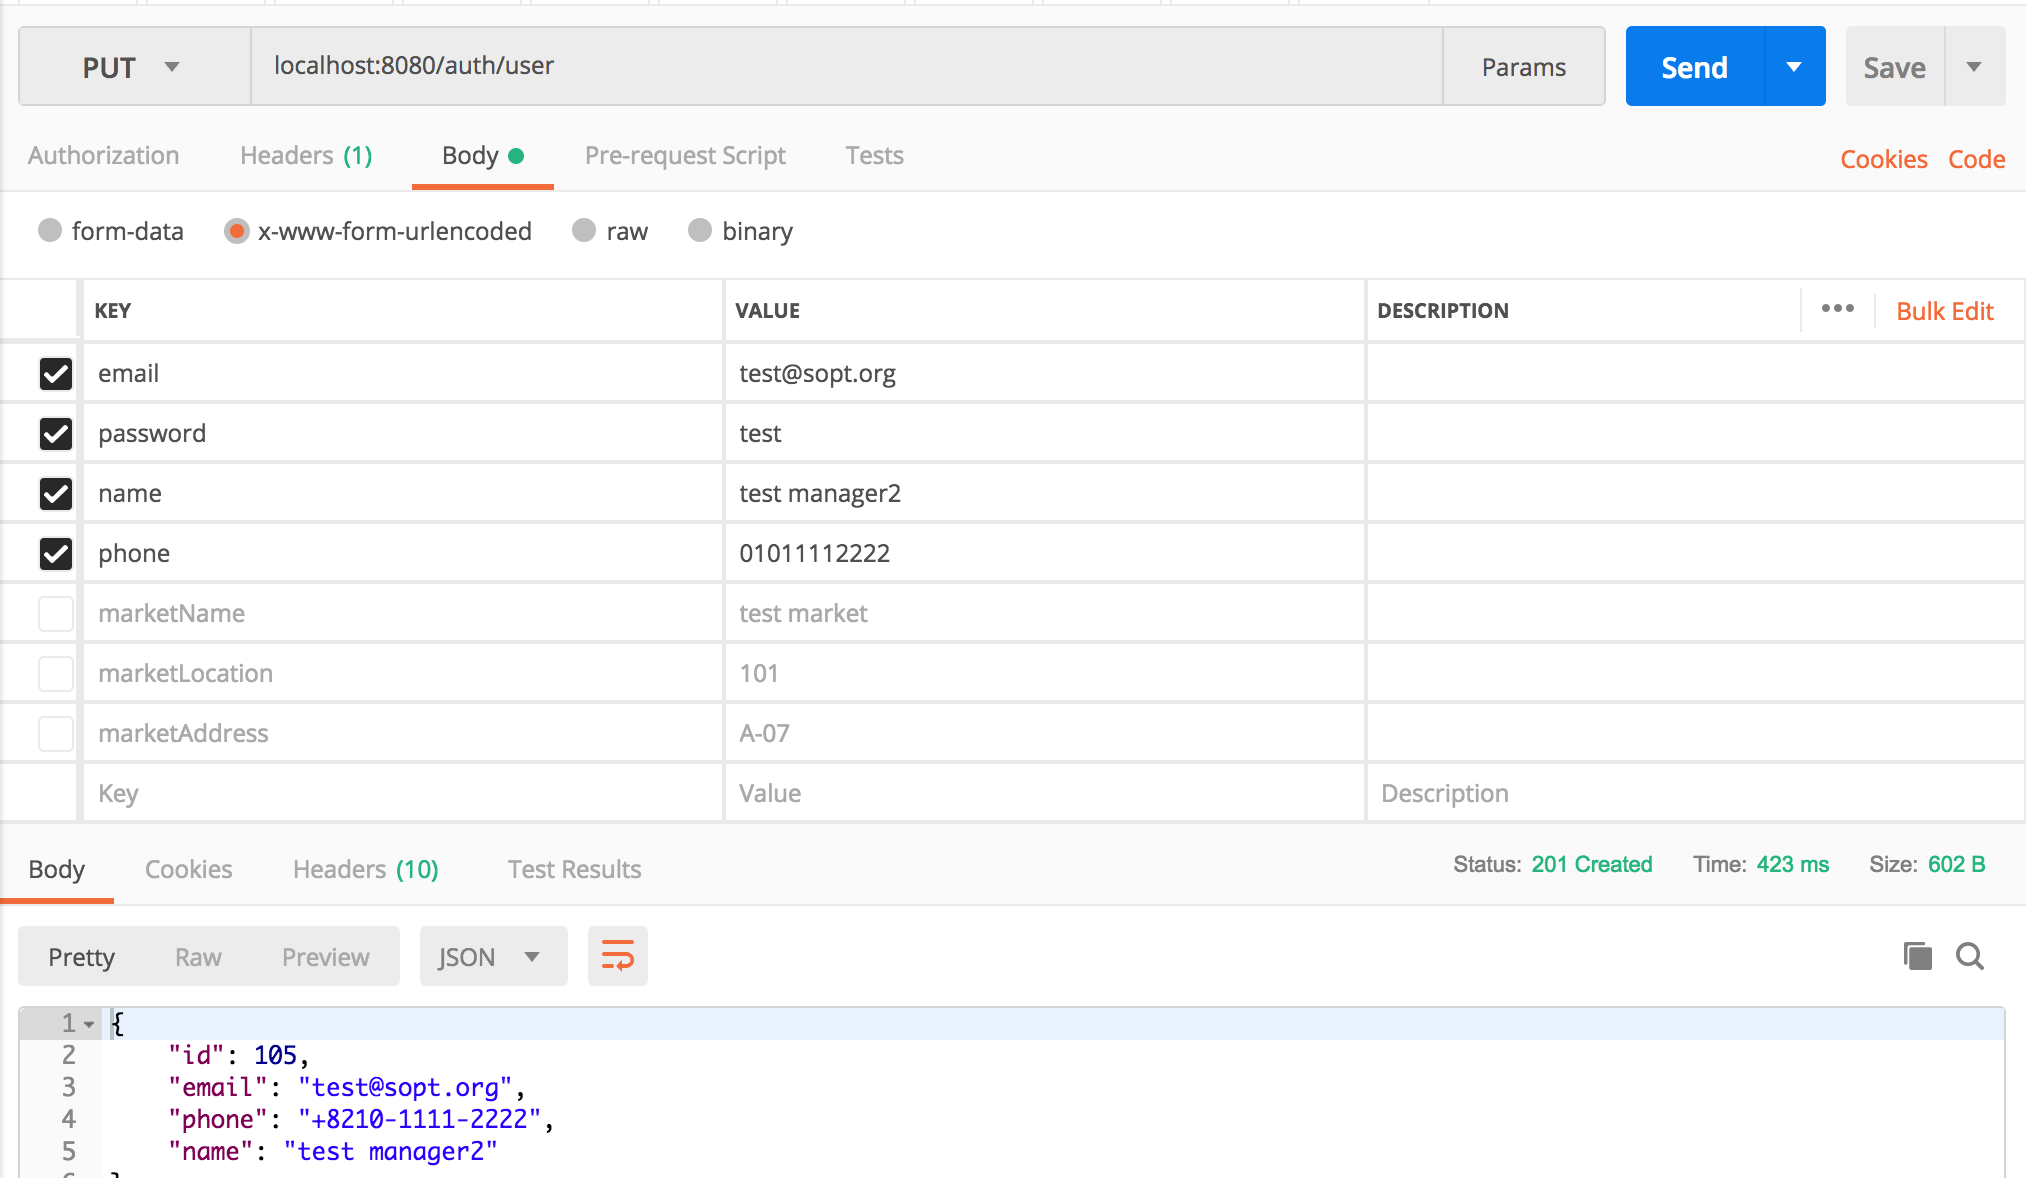 PUT localhost:8080/auth/user Params Send Save
Authorization Headers (1) Body Pre-request Script Tests Cookies Code
form-data x-www-form-urlencoded raw binary
KEY VALUE DESCRIPTION ••• Bulk Edit
email test@sopt.org
password test
name test manager2
phone 01011112222
marketName test market
marketLocation 101
marketAddress A-07
Key Value Description
Body Cookies Headers (10) Test Results Status: 201 Created Time: 423 ms Size: 602 B
Pretty Raw Preview JSON
1 {
2 "id": 105,
3 "email": "test@sopt.org",
4 "phone": "+8210-1111-2222",
5 "name": "test manager2"